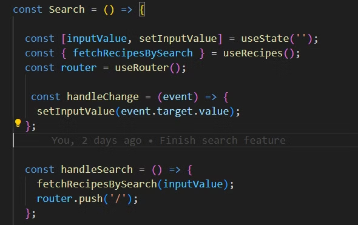 const Search = () => {
const [inputValue, setInputValue] = useState('');
const { fetchRecipesBySearch } = useRecipes();
const router = useRouter();
const handleChange = (event) => {
setInputValue(event.target.value);
};
You, 2 days ago • Finish search feature
const handleSearch = () => {
fetchRecipesBySearch(inputValue);
router.push('/');
};